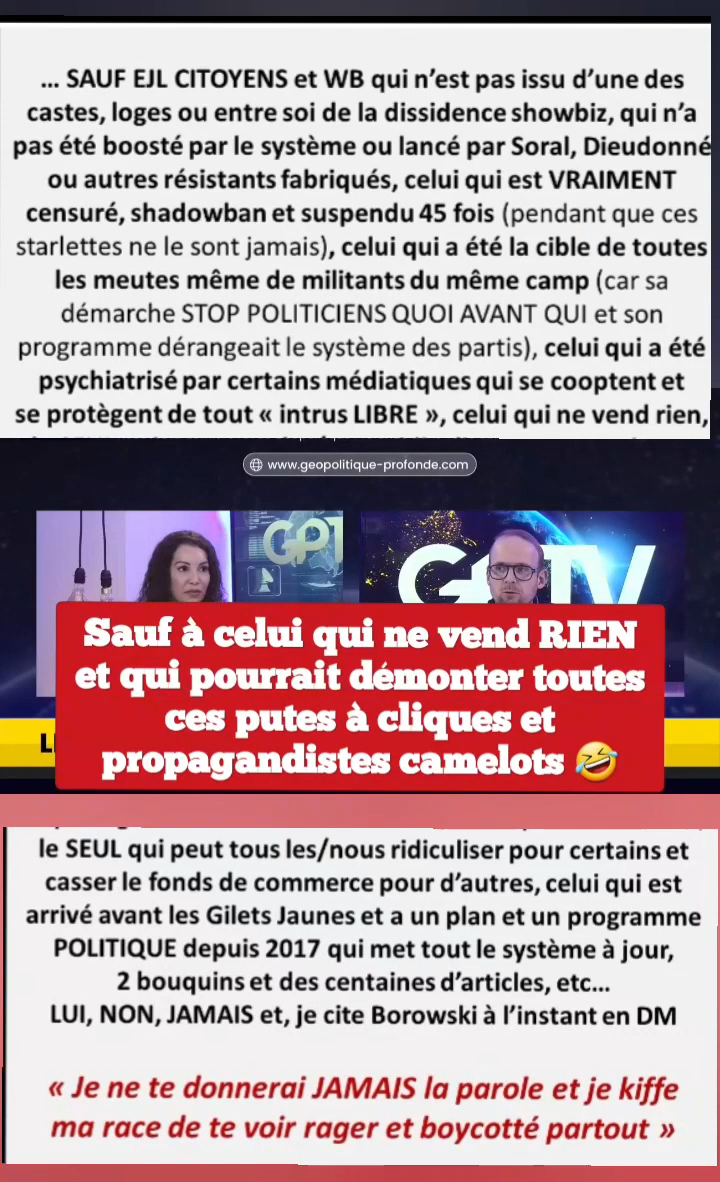 ... SAUF EJL CITOYENS et WB qui n'est pas issu d'une des
castes, loges ou entre soi de la dissidence showbiz, qui n'a
pas été boosté par le système ou lancé par Soral, Dieudonné
ou autres résistants fabriqués, celui qui est VRAIMENT
censuré, shadowban et suspendu 45 fois (pendant que ces
starlettes ne le sont jamais), celui qui a été la cible de toutes
les meutes même de militants du même camp (car sa
démarche STOP POLITICIENS QUOI AVANT QUI et son
programme dérangeait le système des partis), celui qui a été
psychiatrisé par certains médiatiques qui se cooptent et
se protègent de tout « intrus LIBRE », celui qui ne vend rien,
www.geopolitique-profonde.com
GPT
TV
Sauf à celui qui ne vend RIEN
et qui pourrait démonter toutes
ces putes à cliques et
propagandistes camelots 🤣
le SEUL qui peut tous les/nous ridiculiser pour certains et
casser le fonds de commerce pour d'autres, celui qui est
arrivé avant les Gilets Jaunes et a un plan et un programme
POLITIQUE depuis 2017 qui met tout le système à jour,
2 bouquins et des centaines d'articles, etc...
LUI, NON, JAMAIS et, je cite Borowski à l'instant en DM
« Je ne te donnerai JAMAIS la parole et je kiffe
ma race de te voir rager et boycotté partout »